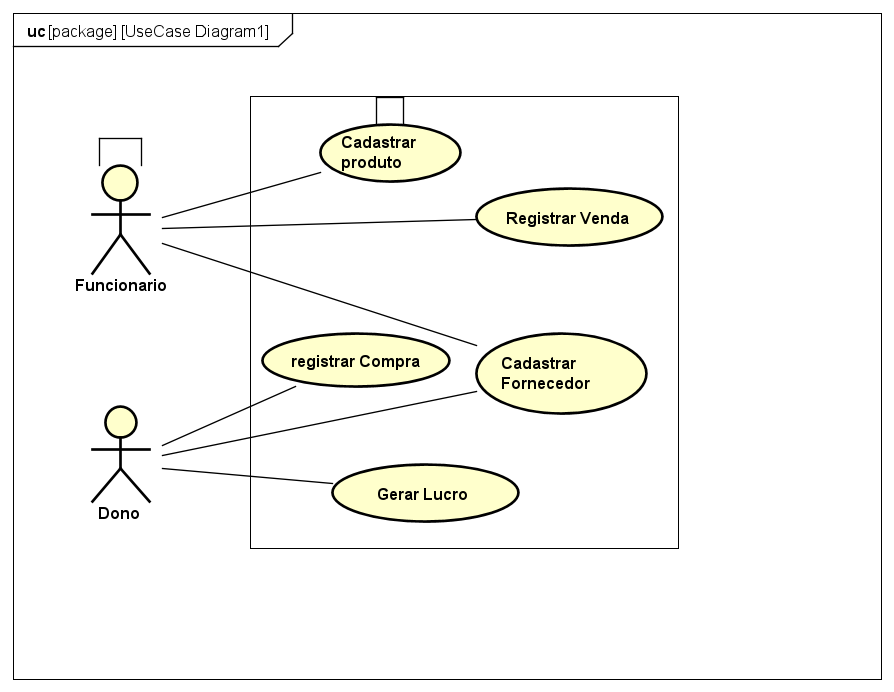 uc [package] [UseCase Diagram1]
Cadastrar
produto
Registrar Venda
Funcionario
registrar Compra
Cadastrar
Fornecedor
Gerar Lucro
Dono